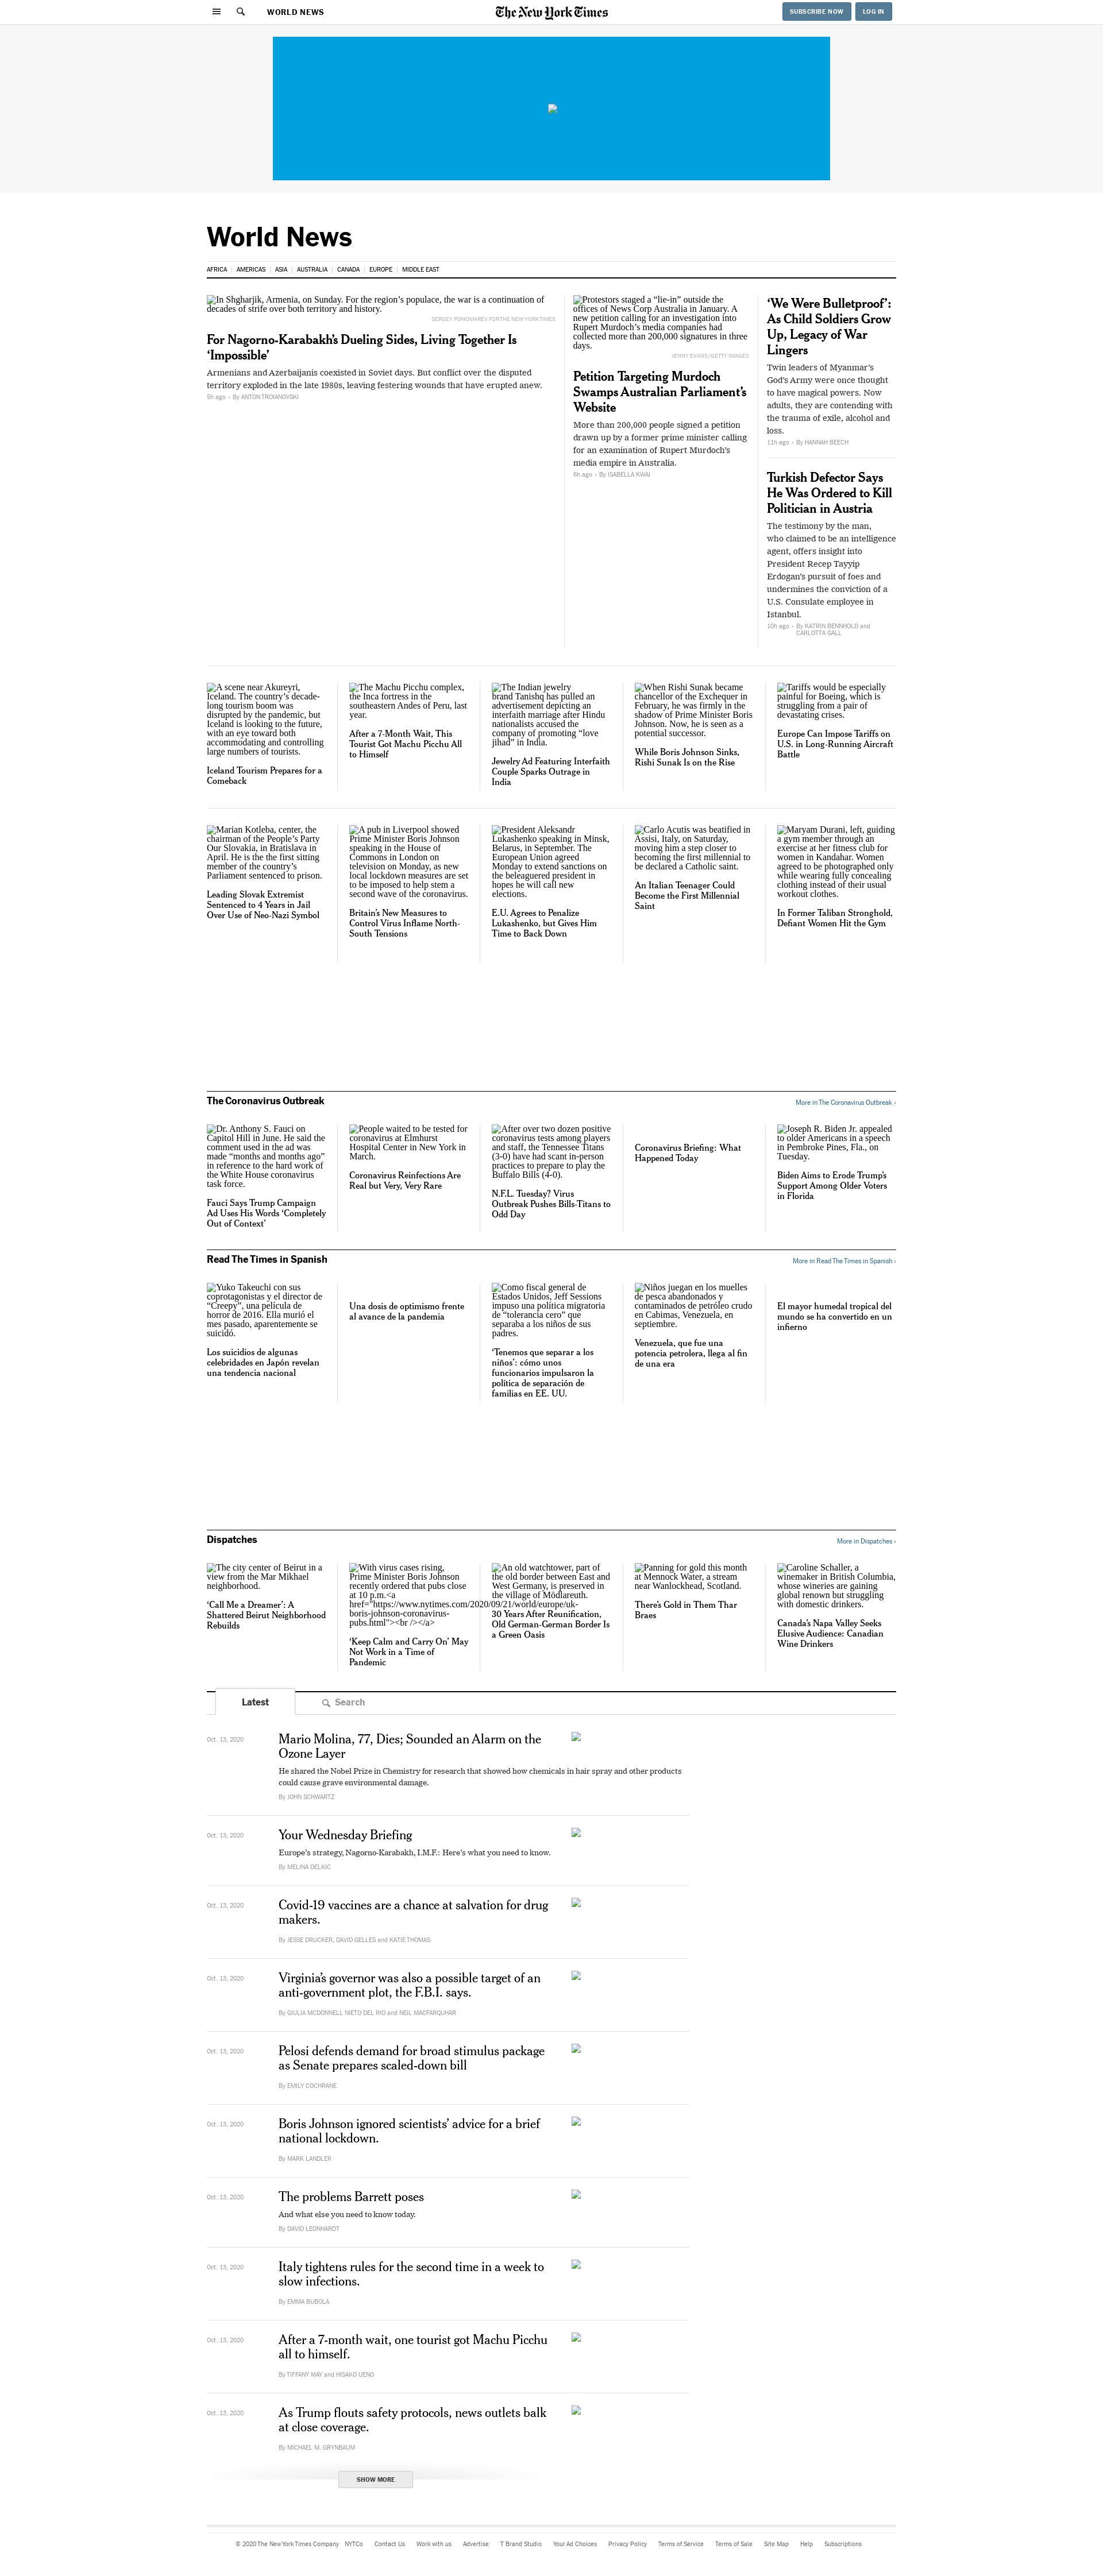 WORLD NEWS
The New York Times
SUBSCRIBE NOW
LOG IN
World News
AFRICA
AMERICAS
ASIA
AUSTRALIA
CANADA
EUROPE
MIDDLE EAST
In Shgharjik, Armenia, on Sunday. For the region’s populace, the war is a continuation of
decades of strife over both territory and history.
SERGEY PONOMAREV FOR THE NEW YORK TIMES
For Nagorno-Karabakh’s Dueling Sides, Living Together Is
‘Impossible’
Armenians and Azerbaijanis coexisted in Soviet days. But conflict over the disputed
territory exploded in the late 1980s, leaving festering wounds that have erupted anew.
5h ago - By ANTON TROIANOVSKI
Protestors staged a “lie-in” outside the
offices of News Corp Australia in January. A
new petition calling for an investigation into
Rupert Murdoch’s media companies had
collected more than 200,000 signatures in three
days.
JENNY EVANS/GETTY IMAGES
Petition Targeting Murdoch
Swamps Australian Parliament’s
Website
More than 200,000 people signed a petition
drawn up by a former prime minister calling
for an examination of Rupert Murdoch’s
media empire in Australia.
6h ago - By ISABELLA KWAI
‘We Were Bulletproof’:
As Child Soldiers Grow
Up, Legacy of War
Lingers
Twin leaders of Myanmar’s
God’s Army were once thought
to have magical powers. Now
adults, they are contending with
the trauma of exile, alcohol and
loss.
11h ago - By HANNAH BEECH
Turkish Defector Says
He Was Ordered to Kill
Politician in Austria
The testimony by the man,
who claimed to be an intelligence
agent, offers insight into
President Recep Tayyip
Erdogan’s pursuit of foes and
undermines the conviction of a
U.S. Consulate employee in
Istanbul.
10h ago - By KATRIN BENNHOLD and
CARLOTTA GALL
A scene near Akureyri,
Iceland. The country’s decade-
long tourism boom was
disrupted by the pandemic, but
Iceland is looking to the future,
with an eye toward both
accommodating and controlling
large numbers of tourists.
Iceland Tourism Prepares for a
Comeback
The Machu Picchu complex,
the Inca fortress in the
southeastern Andes of Peru, last
year.
After a 7-Month Wait, This
Tourist Got Machu Picchu All
to Himself
The Indian jewelry
brand Tanishq has pulled an
advertisement depicting an
interfaith marriage after Hindu
nationalists accused the
company of promoting “love
jihad” in India.
Jewelry Ad Featuring Interfaith
Couple Sparks Outrage in
India
When Rishi Sunak became
chancellor of the Exchequer in
February, he was firmly in the
shadow of Prime Minister Boris
Johnson. Now, he is seen as a
potential successor.
While Boris Johnson Sinks,
Rishi Sunak Is on the Rise
Tariffs would be especially
painful for Boeing, which is
struggling from a pair of
devastating crises.
Europe Can Impose Tariffs on
U.S. in Long-Running Aircraft
Battle
Marian Kotleba, center, the
chairman of the People’s Party
Our Slovakia, in Bratislava in
April. He is the the first sitting
member of the country’s
Parliament sentenced to prison.
Leading Slovak Extremist
Sentenced to 4 Years in Jail
Over Use of Neo-Nazi Symbol
A pub in Liverpool showed
Prime Minister Boris Johnson
speaking in the House of
Commons in London on
television on Monday, as new
local lockdown measures are set
to be imposed to help stem a
second wave of the coronavirus.
Britain’s New Measures to
Control Virus Inflame North-
South Tensions
President Aleksandr
Lukashenko speaking in Minsk,
Belarus, in September. The
European Union agreed
Monday to extend sanctions on
the beleaguered president in
hopes he will call new
elections.
E.U. Agrees to Penalize
Lukashenko, but Gives Him
Time to Back Down
Carlo Acutis was beatified in
Assisi, Italy, on Saturday,
moving him a step closer to
becoming the first millennial to
be declared a Catholic saint.
An Italian Teenager Could
Become the First Millennial
Saint
Maryam Durani, left, guiding
a gym member through an
exercise at her fitness club for
women in Kandahar. Women
agreed to be photographed only
while wearing fully concealing
clothing instead of their usual
workout clothes.
In Former Taliban Stronghold,
Defiant Women Hit the Gym
The Coronavirus Outbreak
More in The Coronavirus Outbreak ›
Dr. Anthony S. Fauci on
Capitol Hill in June. He said the
comment used in the ad was
made “months and months ago”
in reference to the hard work of
the White House coronavirus
task force.
Fauci Says Trump Campaign
Ad Uses His Words ‘Completely
Out of Context’
People waited to be tested for
coronavirus at Elmhurst
Hospital Center in New York in
March.
Coronavirus Reinfections Are
Real but Very, Very Rare
After over two dozen positive
coronavirus tests among players
and staff, the Tennessee Titans
(3-0) have had scant in-person
practices to prepare to play the
Buffalo Bills (4-0).
N.F.L. Tuesday? Virus
Outbreak Pushes Bills-Titans to
Odd Day
Coronavirus Briefing: What
Happened Today
Joseph R. Biden Jr. appealed
to older Americans in a speech
in Pembroke Pines, Fla., on
Tuesday.
Biden Aims to Erode Trump’s
Support Among Older Voters
in Florida
Read The Times in Spanish
More in Read The Times in Spanish ›
Yuko Takeuchi con sus
coprotagonistas y el director de
“Creepy”, una película de
horror de 2016. Ella murió el
mes pasado, aparentemente se
suicidó.
Los suicidios de algunas
celebridades en Japón revelan
una tendencia nacional
Una dosis de optimismo frente
al avance de la pandemia
Como fiscal general de
Estados Unidos, Jeff Sessions
impuso una política migratoria
de “tolerancia cero” que
separaba a los niños de sus
padres.
‘Tenemos que separar a los
niños’: cómo unos
funcionarios impulsaron la
política de separación de
familias en EE. UU.
Niños juegan en los muelles
de pesca abandonados y
contaminados de petróleo crudo
en Cabimas, Venezuela, en
septiembre.
Venezuela, que fue una
potencia petrolera, llega al fin
de una era
El mayor humedal tropical del
mundo se ha convertido en un
infierno
Dispatches
More in Dispatches ›
The city center of Beirut in a
view from the Mar Mikhael
neighborhood.
‘Call Me a Dreamer’: A
Shattered Beirut Neighborhood
Rebuilds
With virus cases rising,
Prime Minister Boris Johnson
recently ordered that pubs close
at 10 p.m.<a
href="https://www.nytimes.com/2020/09/21/world/europe/uk-
boris-johnson-coronavirus-
pubs.html"><br /></a>
‘Keep Calm and Carry On’ May
Not Work in a Time of
Pandemic
An old watchtower, part of
the old border between East and
West Germany, is preserved in
the village of Mödlareuth.
30 Years After Reunification,
Old German-German Border Is
a Green Oasis
Panning for gold this month
at Mennock Water, a stream
near Wanlockhead, Scotland.
There’s Gold in Them Thar
Braes
Caroline Schaller, a
winemaker in British Columbia,
whose wineries are gaining
global renown but struggling
with domestic drinkers.
Canada’s Napa Valley Seeks
Elusive Audience: Canadian
Wine Drinkers
Latest
Search
Oct. 13, 2020
Mario Molina, 77, Dies; Sounded an Alarm on the
Ozone Layer
He shared the Nobel Prize in Chemistry for research that showed how chemicals in hair spray and other products
could cause grave environmental damage.
By JOHN SCHWARTZ
Oct. 13, 2020
Your Wednesday Briefing
Europe’s strategy, Nagorno-Karabakh, I.M.F.: Here’s what you need to know.
By MELINA DELKIC
Oct. 13, 2020
Covid-19 vaccines are a chance at salvation for drug
makers.
By JESSE DRUCKER, DAVID GELLES and KATIE THOMAS
Oct. 13, 2020
Virginia’s governor was also a possible target of an
anti-government plot, the F.B.I. says.
By GIULIA MCDONNELL NIETO DEL RIO and NEIL MACFARQUHAR
Oct. 13, 2020
Pelosi defends demand for broad stimulus package
as Senate prepares scaled-down bill
By EMILY COCHRANE
Oct. 13, 2020
Boris Johnson ignored scientists’ advice for a brief
national lockdown.
By MARK LANDLER
Oct. 13, 2020
The problems Barrett poses
And what else you need to know today.
By DAVID LEONHARDT
Oct. 13, 2020
Italy tightens rules for the second time in a week to
slow infections.
By EMMA BUBOLA
Oct. 13, 2020
After a 7-month wait, one tourist got Machu Picchu
all to himself.
By TIFFANY MAY and HISAKO UENO
Oct. 13, 2020
As Trump flouts safety protocols, news outlets balk
at close coverage.
By MICHAEL M. GRYNBAUM
SHOW MORE
© 2020 The New York Times Company
NYTCo
Contact Us
Work with us
Advertise
T Brand Studio
Your Ad Choices
Privacy Policy
Terms of Service
Terms of Sale
Site Map
Help
Subscriptions